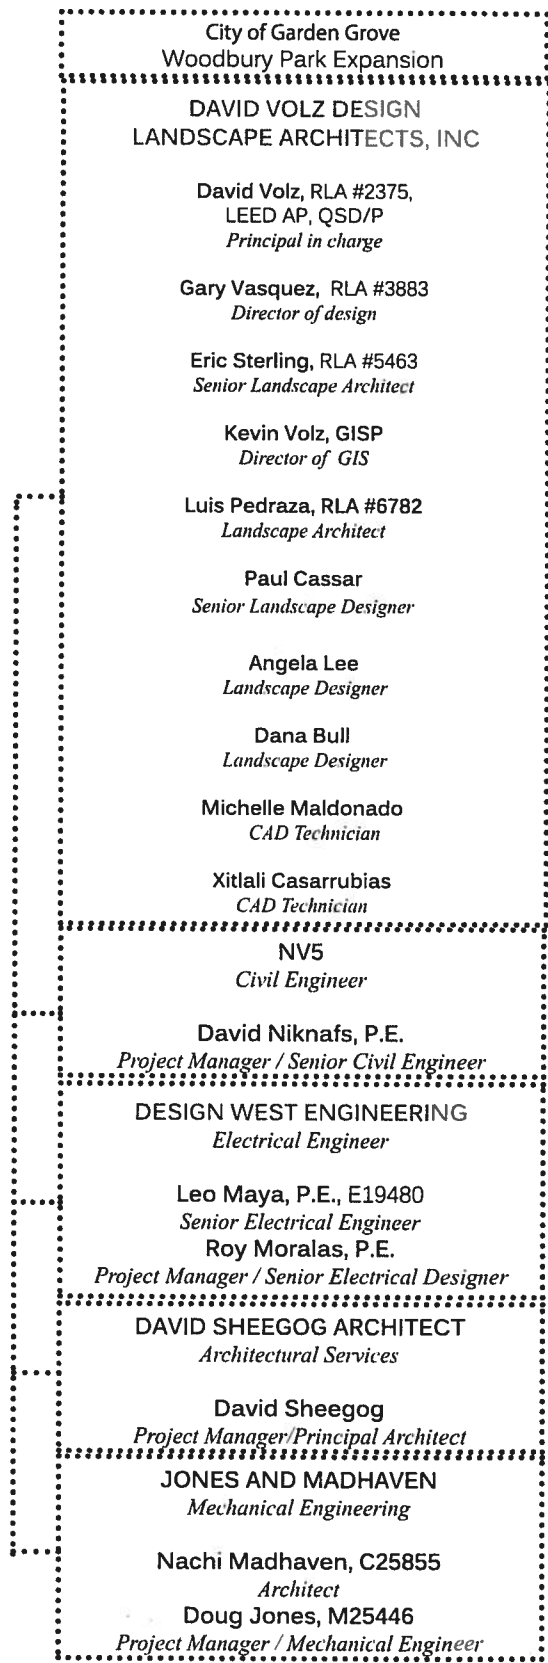 City of Garden Grove
Woodbury Park Expansion
DAVID VOLZ DESIGN
LANDSCAPE ARCHITECTS, INC
David Volz, RLA #2375,
LEED AP, QSD/P
Principal in charge
Gary Vasquez, RLA #3883
Director of design
Eric Sterling, RLA #5463
Senior Landscape Architect
Kevin Volz, GISP
Director of GIS
Luis Pedraza, RLA #6782
Landscape Architect
Paul Cassar
Senior Landscape Designer
Angela Lee
Landscape Designer
Dana Bull
Landscape Designer
Michelle Maldonado
CAD Technician
Xitlali Casarrubias
CAD Technician
NV5
Civil Engineer
David Niknafs, P.E.
Project Manager / Senior Civil Engineer
DESIGN WEST ENGINEERING
Electrical Engineer
Leo Maya, P.E., E19480
Senior Electrical Engineer
Roy Moralas, P.E.
Project Manager / Senior Electrical Designer
DAVID SHEEGOG ARCHITECT
Architectural Services
David Sheegog
Project Manager/Principal Architect
JONES AND MADHAVEN
Mechanical Engineering
Nachi Madhaven, C25855
Architect
Doug Jones, M25446
Project Manager / Mechanical Engineer